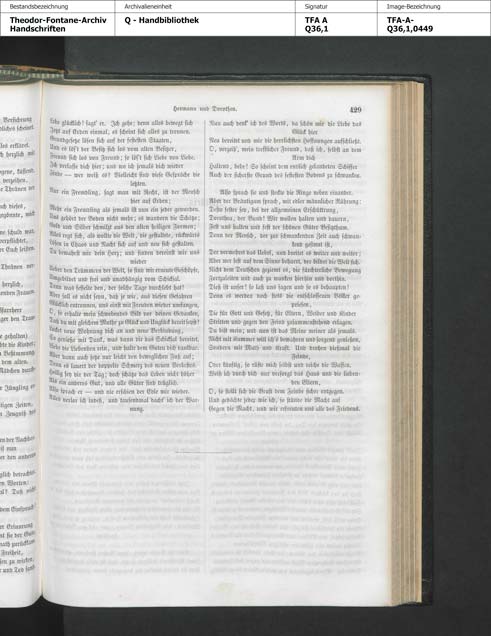 Bestandsbezeichnung
Archivalieneinheit
Signatur
Image-Bezeichnung
Theodor-Fontane-Archiv
Handschriften
Q - Handbibliothek
TFA A
Q36,1
TFA-A-
Q36,1,0449
Hermann und Dorothea.
429
Lebe glücklich! sagt' er. Ich gehe; denn alles bewegt sich
Jetzt auf Erden einmal, es scheint sich alles zu trennen.
Grundgesetze lösen sich auf der festesten Staaten,
Und es löst der Besitz sich los vom alten Besitzer,
Freund sich los von Freund; so löst sich Liebe von Liebe.
Ich verlasse dich hier; und wo ich jemals dich wieder
Finde — wer weiß es? Vielleicht sind diese Gespräche die
letzten.
Nur ein Fremdling, sagt man mit Recht, ist der Mensch
hier auf Erden;
Mehr ein Fremdling als jemals ist nun ein jeder geworden.
Uns gehört der Boden nicht mehr; es wandern die Schätze;
Gold und Silber schmilzt aus den alten heiligen Formen;
Alles regt sich, als wollte die Welt, die gestaltete, rückwärts
Lösen in Chaos und Nacht sich auf und neu sich gestalten.
Du bewahrst mir dein Herz; und finden dereinst wir uns
wieder
Ueber den Trümmern der Welt, so sind wir erneute Geschöpfe,
Umgebildet und frei und unabhängig vom Schicksal.
Denn was fesselte den, der solche Tage durchlebt hat?
Aber soll es nicht sein, daß je wir, aus diesen Gefahren
Glücklich entronnen, uns einst mit Freuden wieder umfangen,
O, so erhalte mein schwebendes Bild vor deinen Gedanken,
Daß du mit gleichem Muthe zu Glück und Unglück bereit seist!
Locket neue Wohnung dich an und neue Verbindung,
So genieße mit Dank, was dann dir das Schicksal bereitet,
Liebe die Liebenden rein, und halte dem Guten dich dankbar.
Aber dann auch setze nur leicht den beweglichen Fuß auf;
Denn es lauert der doppelte Schmerz des neuen Verlustes.
Heilig sei dir der Tag; doch schätze das Leben nicht höher
Als ein anderes Gut, und alle Güter sind trüglich.
Also sprach er — und nie erschien der Edle mir wieder.
Alles verlor ich indeß, und tausendmal dacht' ich der War-
nung.
Nun auch denk' ich des Worts, da schön mir die Liebe das
Glück hier
Neu bereitet und mir die herrlichsten Hoffnungen aufschließt.
O, verzeih', mein trefflicher Freund, daß ich, selbst an dem
Arm dich
Haltend, bebe! So scheint dem endlich gelandeten Schiffer
Auch der sicherste Grund des festesten Bodens zu schwanken.
Also sprach sie und steckte die Ringe neben einander.
Aber der Bräutigam sprach, mit edler männlicher Rührung:
Desto fester sei, bei der allgemeinen Erschütterung,
Dorothea, der Bund! Wir wollen halten und dauern,
Fest uns halten und fest der schönen Güter Besitzthum.
Denn der Mensch, der zur schwankenden Zeit auch schwan-
kend gesinnt ist,
Der vermehret das Uebel, und breitet es weiter und weiter;
Aber wer fest auf dem Sinne beharrt, der bildet die Welt sich.
Nicht dem Deutschen geziemt es, die fürchterliche Bewegung
Fortzuleiten und auch zu wanken hierhin und dorthin.
Dieß ist unser! so laß uns sagen und so es behaupten!
Denn es werden noch stets die entschlossenen Völker ge-
priesen,
Die für Gott und Gesetz, für Eltern, Weiber und Kinder
Stritten und gegen den Feind zusammenstehend erlagen.
Du bist mein; und nun ist das Meine meiner als jemals.
Nicht mit Kummer will ich's bewahren und sorgend genießen,
Sondern mit Muth und Kraft. Und drohen dießmal die
Feinde,
Oder künftig, so rüste mich selbst und reiche die Waffen.
Weiß ich durch dich nur versorgt das Haus und die lieben-
den Eltern,
O, so stellt sich die Brust dem Feinde sicher entgegen.
Und gedächte jeder wie ich, so stünde die Macht auf
Gegen die Macht, und wir erfreuten uns alle des Friedens.